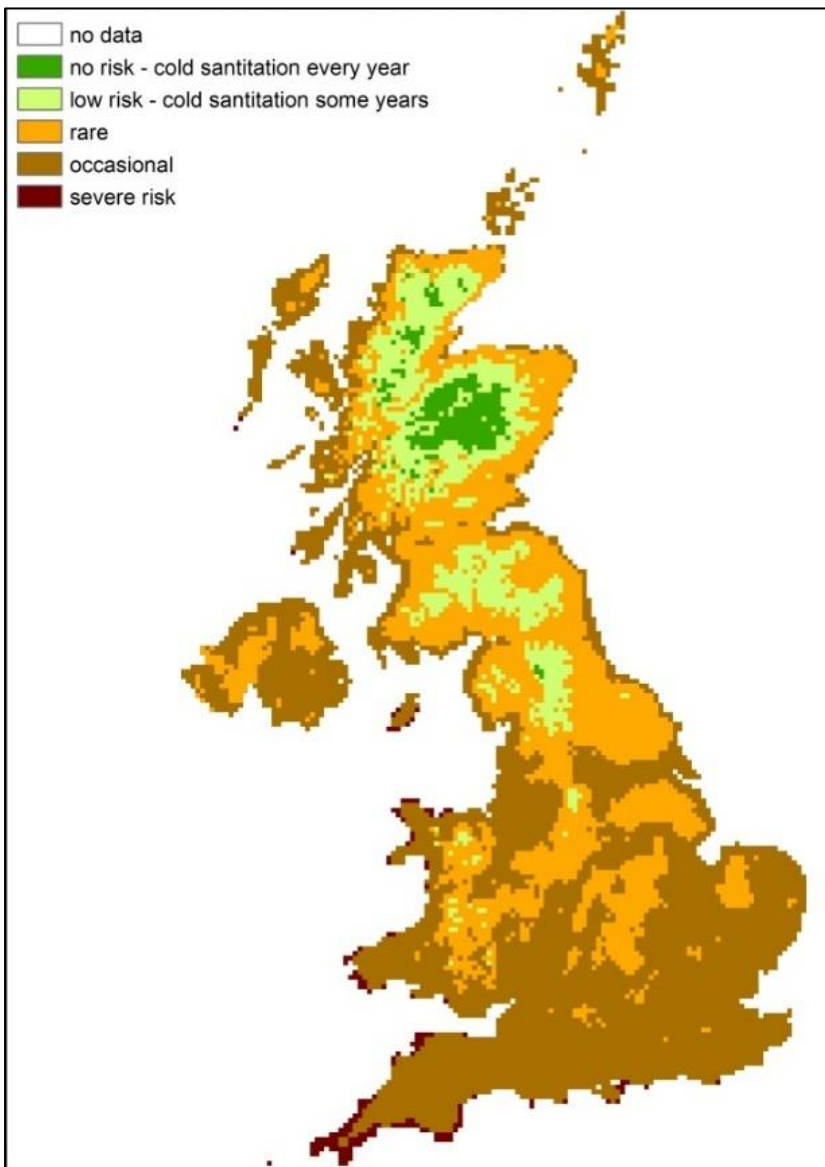 no data
no risk - cold santitation every year
low risk - cold santitation some years
rare
occasional
severe risk